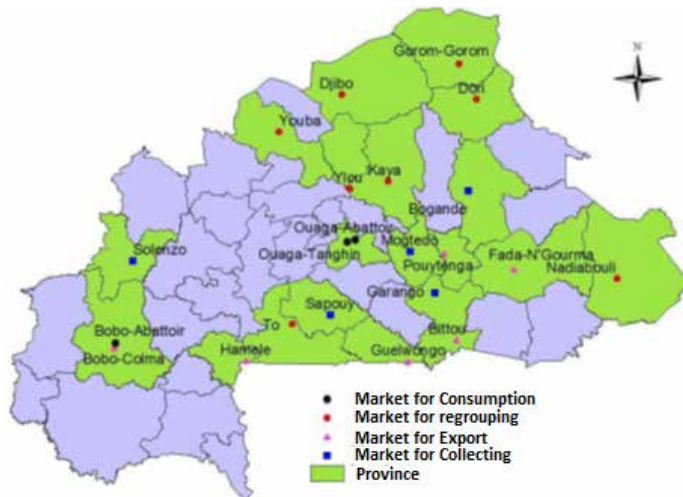 N
Gorom-Gorom
Djibo
Dori
Youba
Ylou
Kaya
Bogande
Ouaga-Abattoir
Mogtedo
Solenzo
Ouaga-Tanghin
Pouytenga
Fada-N'Gourma
Nadiabouli
Garango
Sapouy
To
Bittou
Bobo-Abattoir
Bobo-Colma
Hamele
Guelwongo
Market for Consumption
Market for regrouping
Market for Export
Market for Collecting
Province